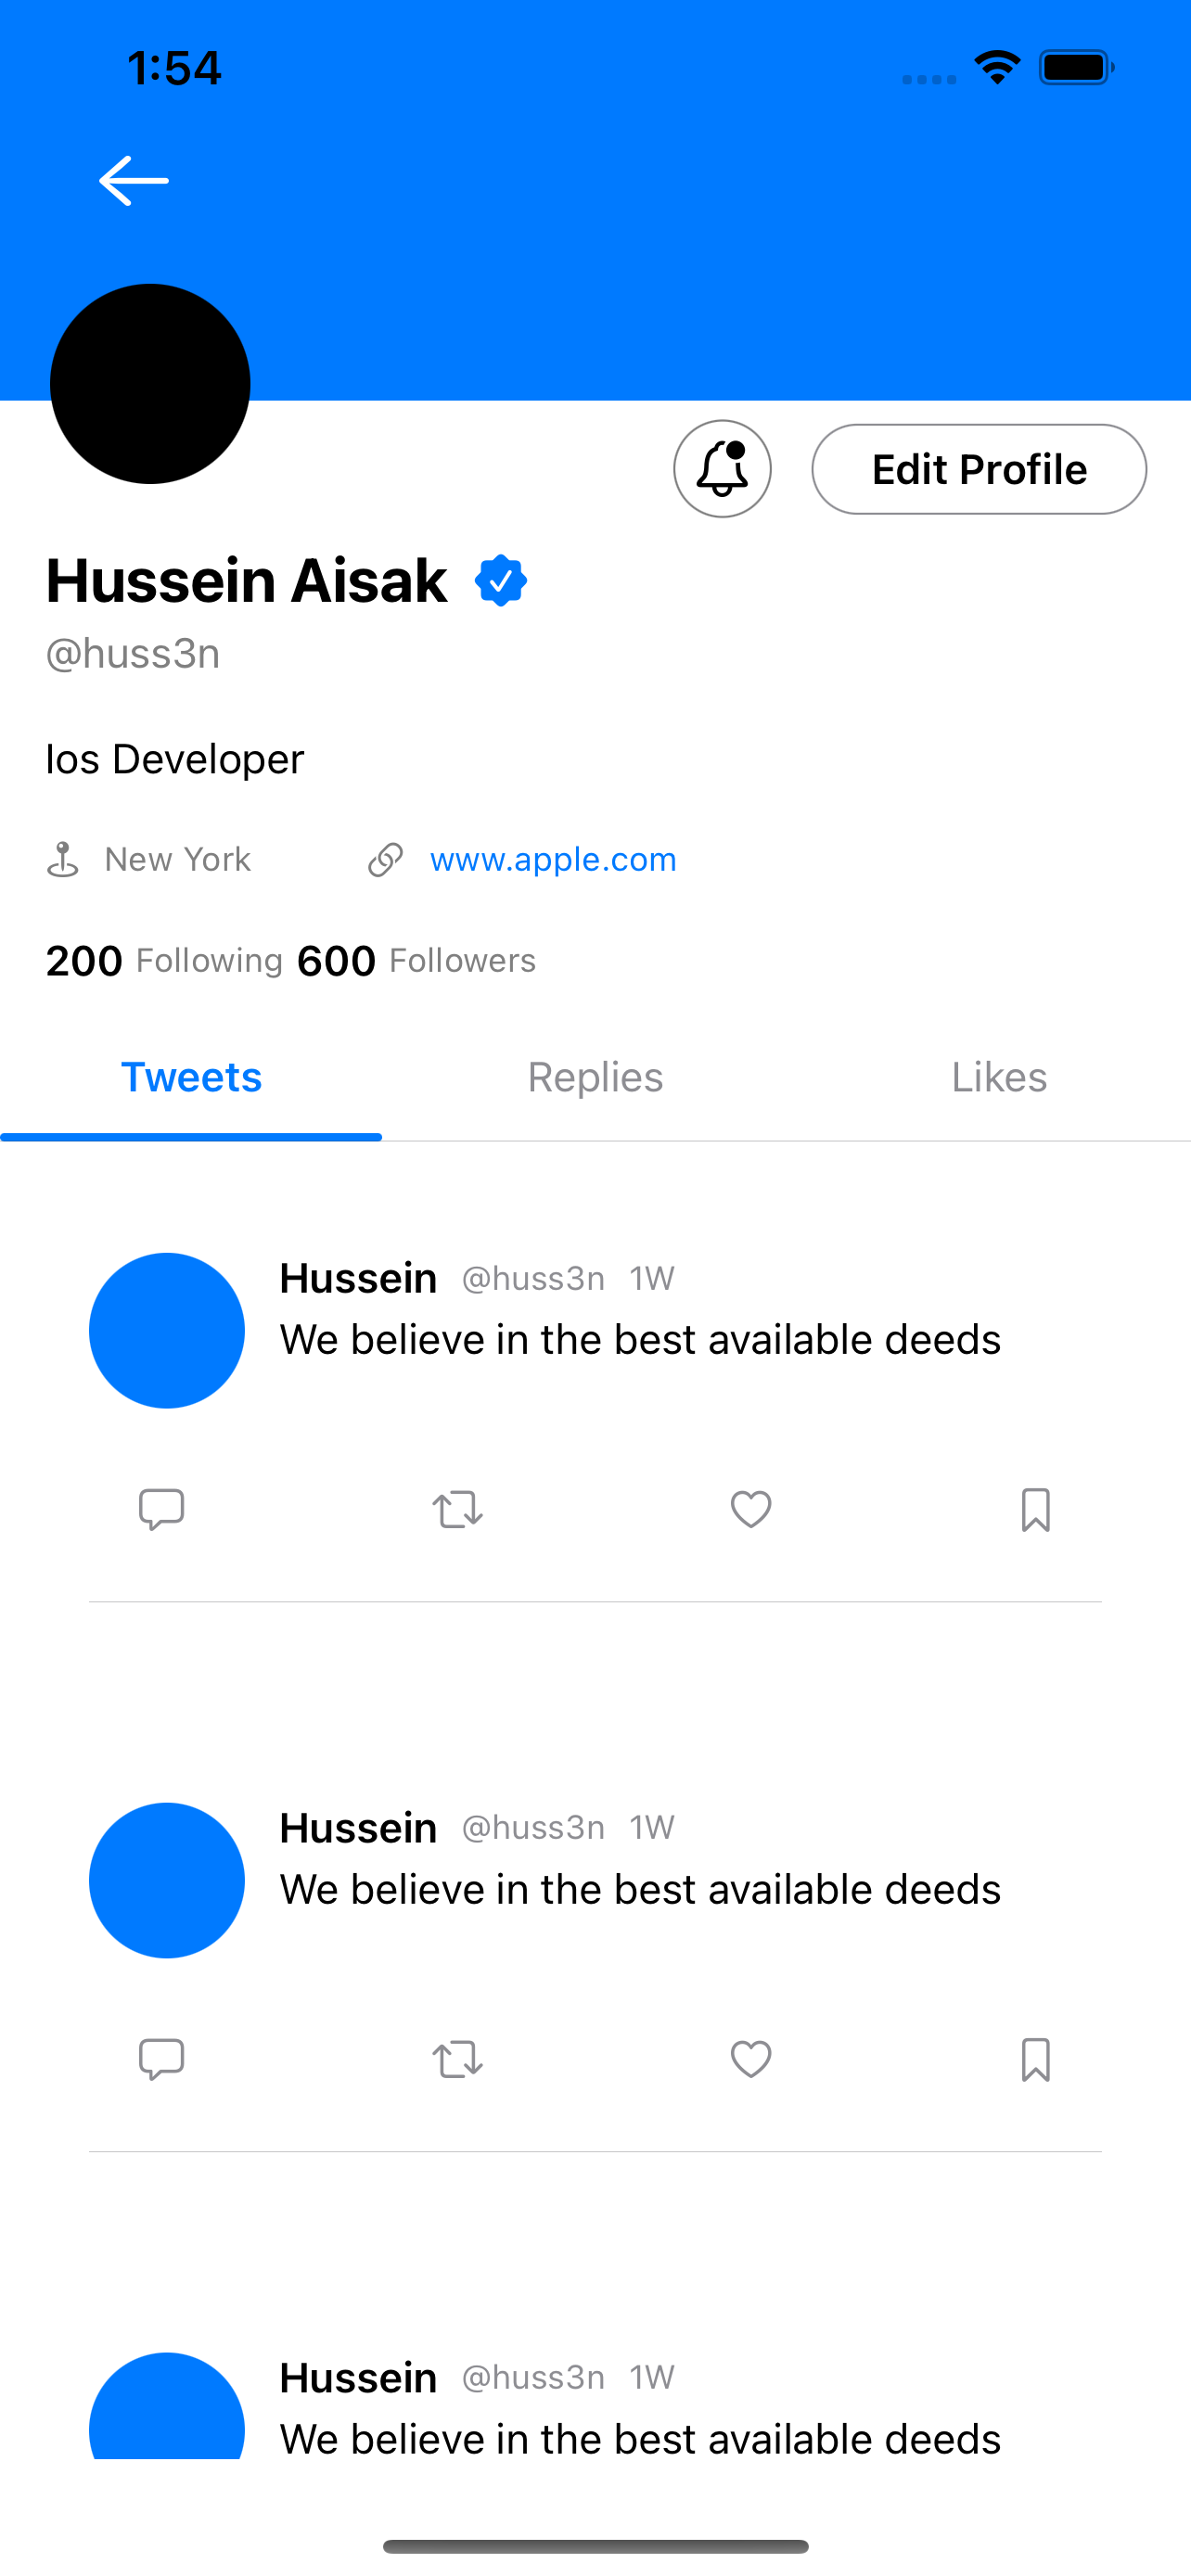 1:54
Edit Profile
Hussein Aisak
@huss3n
Ios Developer
New York www.apple.com
200 Following 600 Followers
Tweets Replies Likes
Hussein @huss3n 1W
We believe in the best available deeds
Hussein @huss3n 1W
We believe in the best available deeds
Hussein @huss3n 1W
We believe in the best available deeds